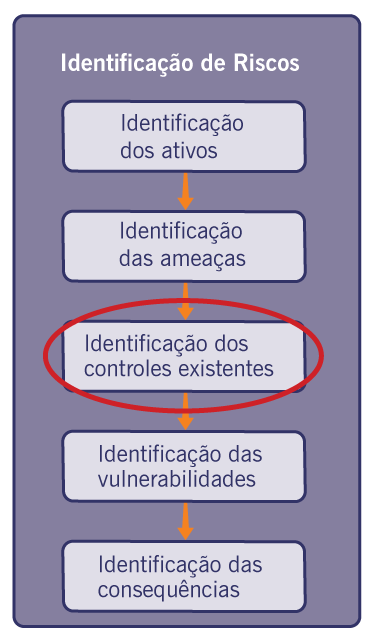 Identificação de Riscos
Identificação
dos ativos
Identificação
das ameaças
Identificação dos
controles existentes
Identificação das
vulnerabilidades
Identificação das
consequências